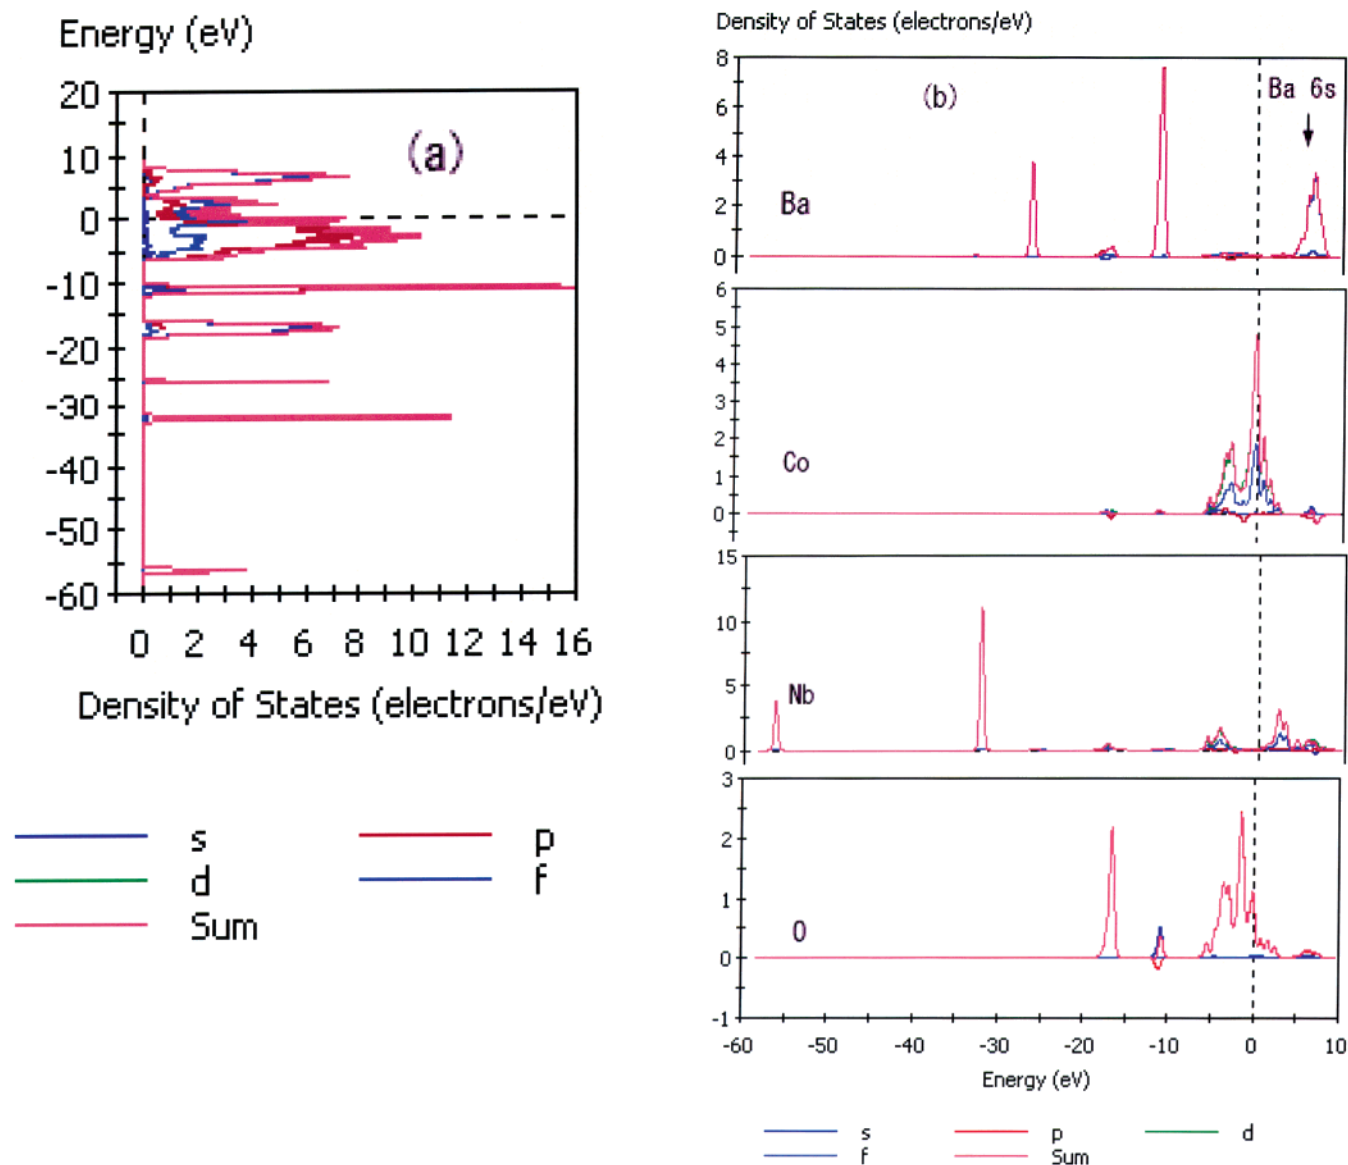 Energy (eV)
20
10
0
-10
-20
-30
-40
-50
-60
(a)
0 2 4 6 8 10 12 14 16
Density of States (electrons/eV)
s p
d f
Sum
Density of States (electrons/eV)
8
6
4
2
0
(b)
Ba 6s
Ba
6
5
4
3
2
1
0
Co
15
10
5
0
Nb
3
2
1
0
-1
O
-60 -50 -40 -30 -20 -10 0 10
Energy (eV)
s p d
f Sum